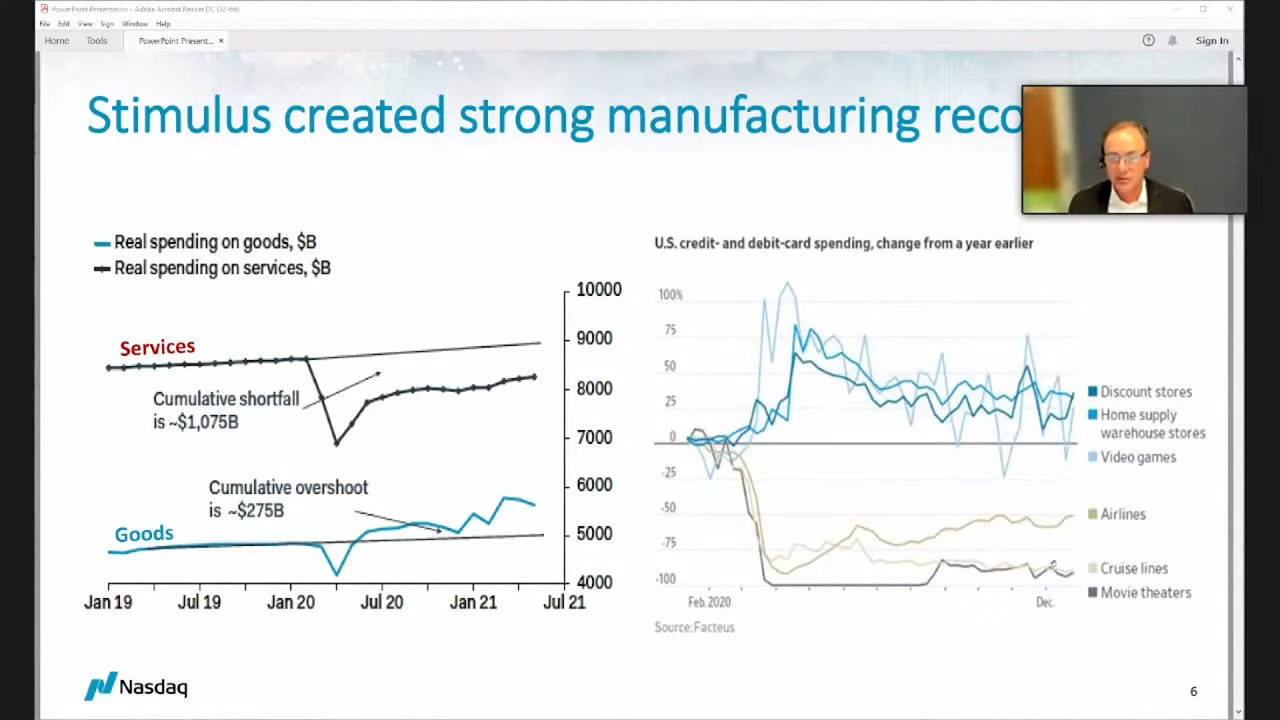 PowerPoint Presentation - Adobe Acrobat Reader DC (32-bit)
File Edit View Sign Window Help
Home Tools PowerPoint Present... × Sign In
Stimulus created strong manufacturing reco
Real spending on goods, $B
Real spending on services, $B
10000
9000
8000
7000
6000
5000
4000
Services
Cumulative shortfall
is ~$1,075B
Cumulative overshoot
is ~$275B
Goods
Jan 19 Jul 19 Jan 20 Jul 20 Jan 21 Jul 21
U.S. credit- and debit-card spending, change from a year earlier
100%
75
50
25
0
-25
-50
-75
-100
Feb. 2020 Dec.
Discount stores
Home supply
warehouse stores
Video games
Airlines
Cruise lines
Movie theaters
Source: Facteus
Nasdaq
6